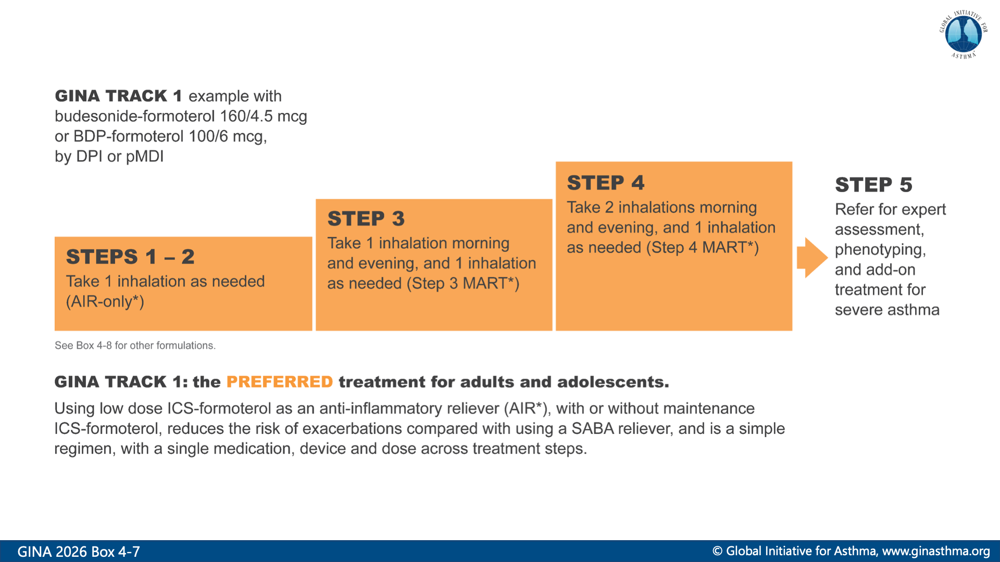 GLOBAL INITIATIVE FOR
ASTHMA
GINA TRACK 1 example with
budesonide-formoterol 160/4.5 mcg
or BDP-formoterol 100/6 mcg,
by DPI or pMDI
STEPS 1 – 2
Take 1 inhalation as needed
(AIR-only*)
STEP 3
Take 1 inhalation morning
and evening, and 1 inhalation
as needed (Step 3 MART*)
STEP 4
Take 2 inhalations morning
and evening, and 1 inhalation
as needed (Step 4 MART*)
STEP 5
Refer for expert
assessment,
phenotyping,
and add-on
treatment for
severe asthma
See Box 4-8 for other formulations.
GINA TRACK 1: the PREFERRED treatment for adults and adolescents.
Using low dose ICS-formoterol as an anti-inflammatory reliever (AIR*), with or without maintenance
ICS-formoterol, reduces the risk of exacerbations compared with using a SABA reliever, and is a simple
regimen, with a single medication, device and dose across treatment steps.
GINA 2026 Box 4-7
© Global Initiative for Asthma, www.ginasthma.org